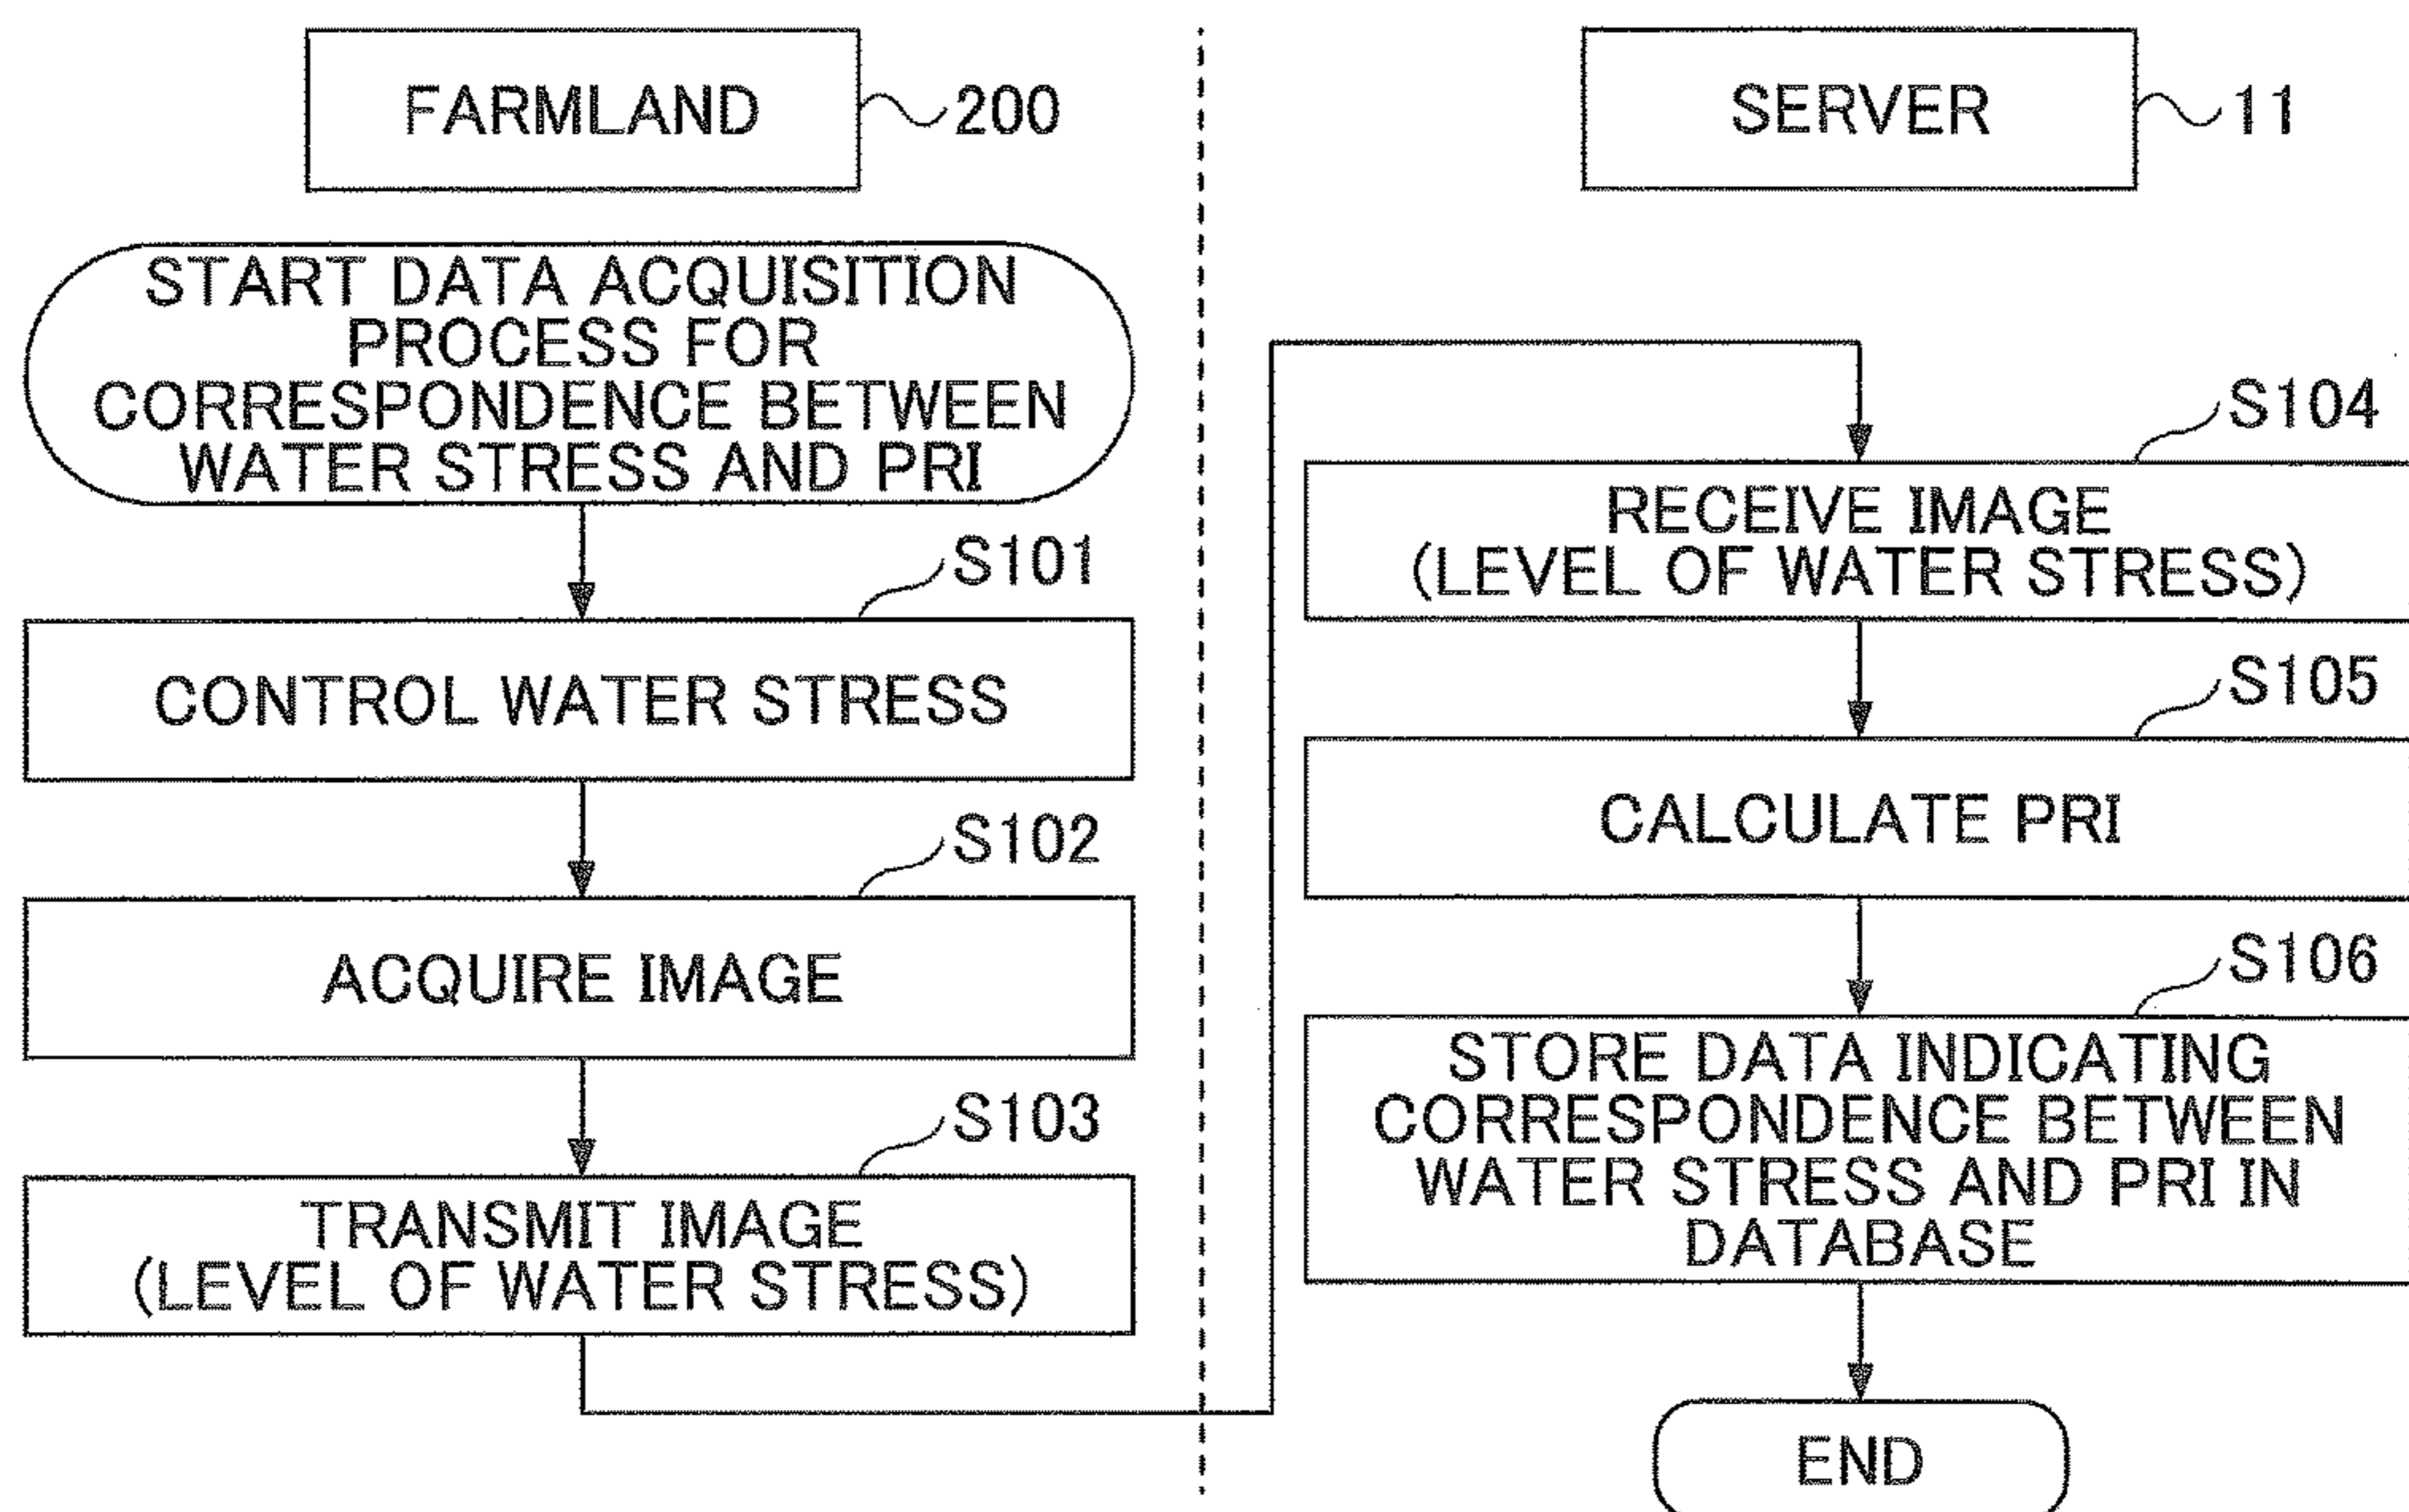 FARMLAND
200
START DATA ACQUISITION
PROCESS FOR
CORRESPONDENCE BETWEEN
WATER STRESS AND PRI
S101
CONTROL WATER STRESS
S102
ACQUIRE IMAGE
S103
TRANSMIT IMAGE
(LEVEL OF WATER STRESS)
SERVER
11
S104
RECEIVE IMAGE
(LEVEL OF WATER STRESS)
S105
CALCULATE PRI
S106
STORE DATA INDICATING
CORRESPONDENCE BETWEEN
WATER STRESS AND PRI IN
DATABASE
END